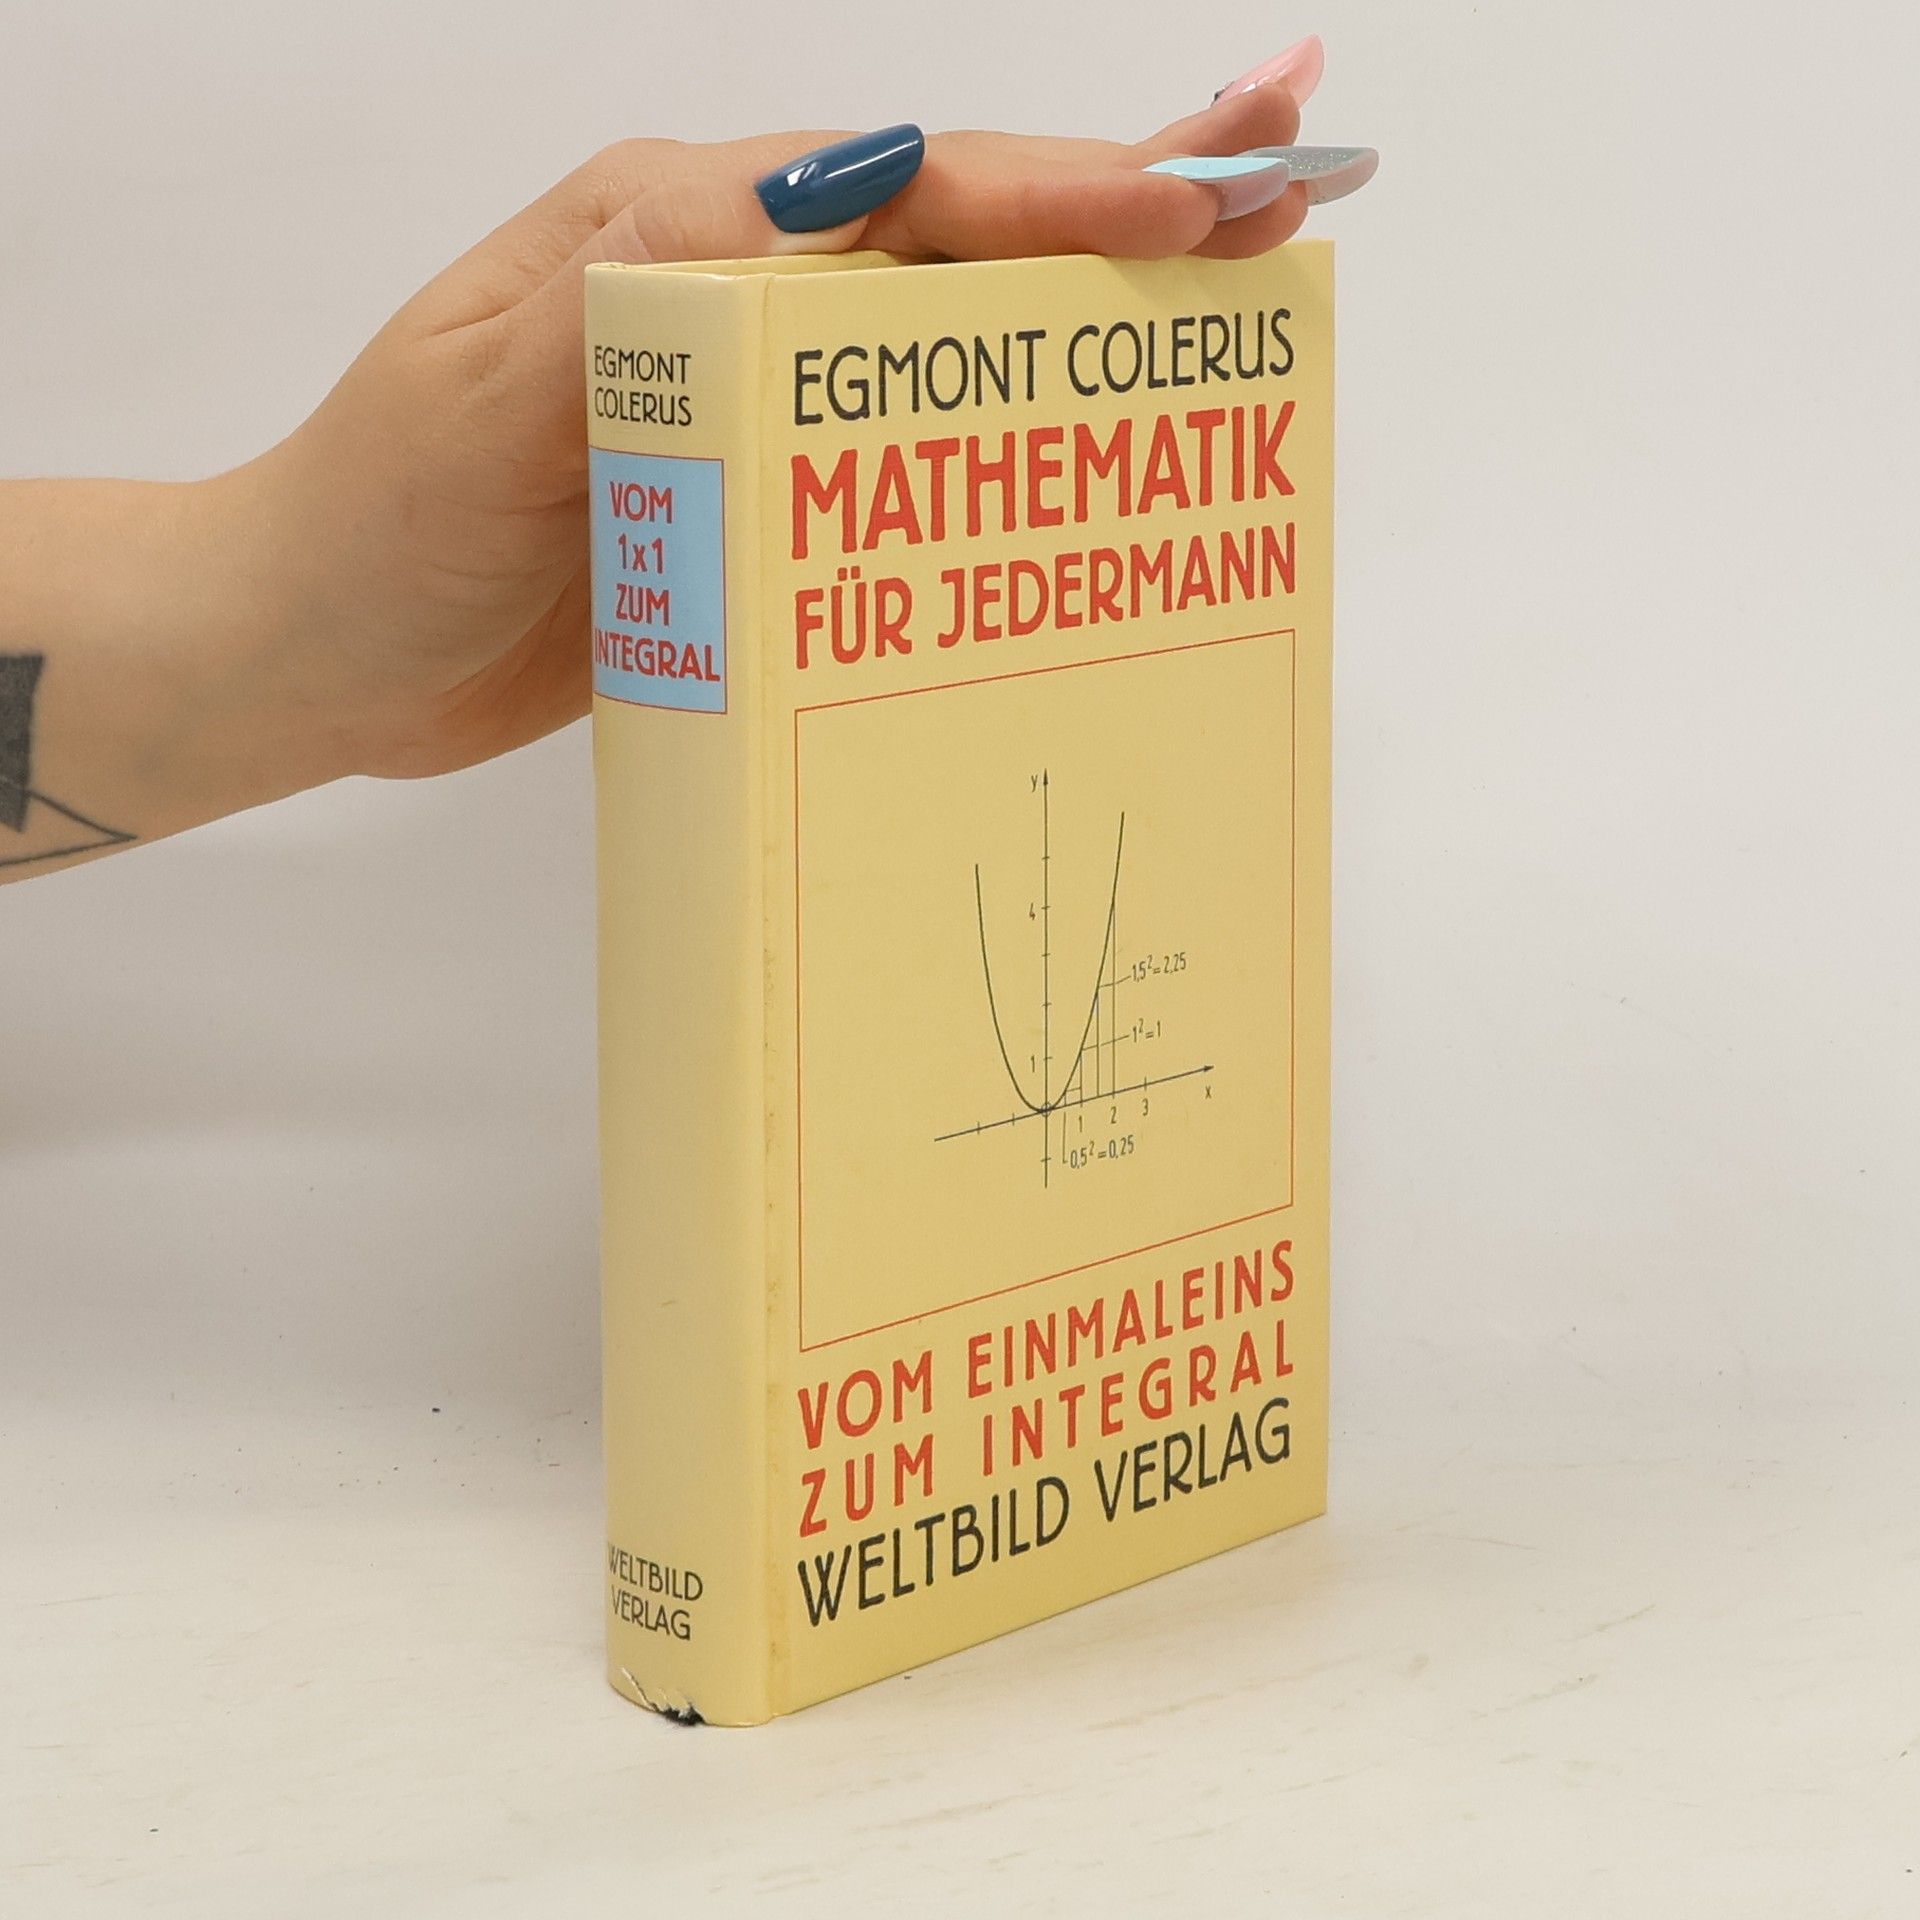 EGMONT
COLERUS
VOM
1x1
ZUM
INTEGRAL
WELTBILD
VERLAG
EGMONT COLERUS
MATHEMATIK
FÜR JEDERMANN
y
4
1,5²=2,25
1²=1
1
x
1 2 3
0,5²=0,25
VOM EINMALEINS
ZUM INTEGRAL
WELTBILD VERLAG